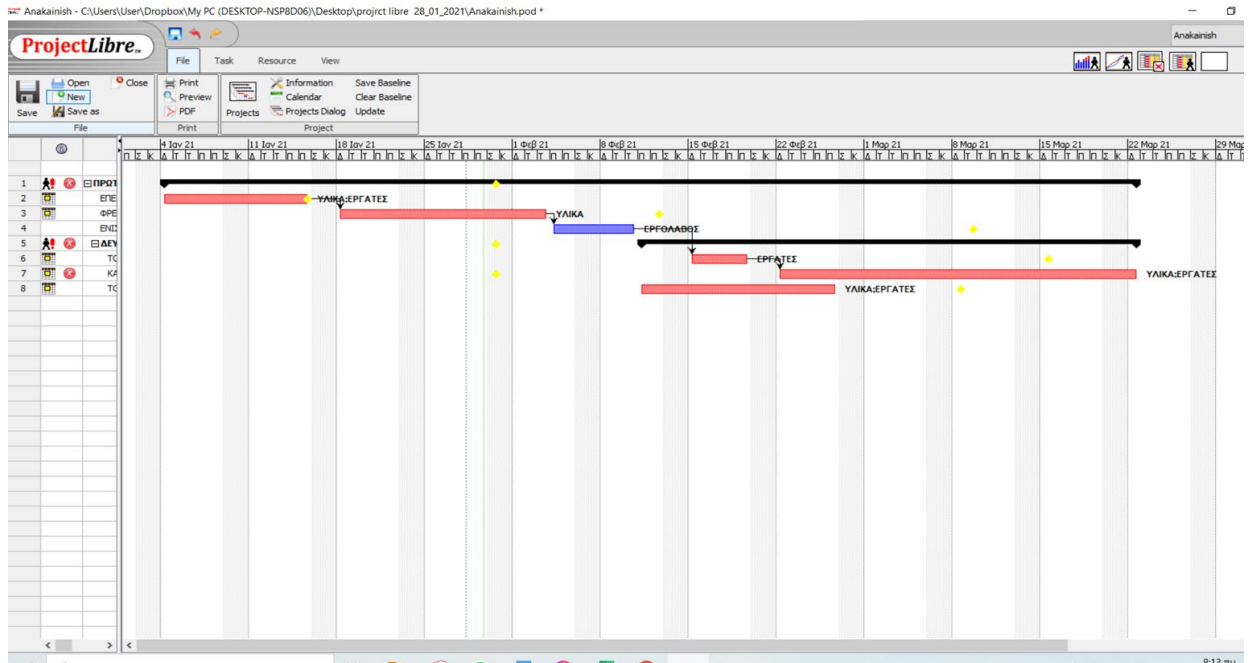 Anakainish - C:\Users\User\Dropbox\My PC (DESKTOP-NSP8D06)\Desktop\projrct libre 28_01_2021\Anakainish.pod *
Anakainish
ProjectLibre
File Task Resource View
Save Open New Save as Close
File
Print Preview PDF
Print
Projects Information Calendar Projects Dialog Save Baseline Clear Baseline Update
Project
4 Ιαν 21 11 Ιαν 21 18 Ιαν 21 25 Ιαν 21 1 Φεβ 21 8 Φεβ 21 15 Φεβ 21 22 Φεβ 21 1 Μαρ 21 8 Μαρ 21 15 Μαρ 21 22 Μαρ 21 29 Μαρ
Π Σ Κ Δ Τ Τ Π Π Σ Κ Δ Τ Τ Π Π Σ Κ Δ Τ Τ Π Π Σ Κ Δ Τ Τ Π Π Σ Κ Δ Τ Τ Π Π Σ Κ Δ Τ Τ Π Π Σ Κ Δ Τ Τ Π Π Σ Κ Δ Τ Τ Π Π Σ Κ Δ Τ Τ Π Π Σ Κ Δ Τ Τ Π Π Σ Κ Δ Τ Τ Π Π Σ Κ Δ Τ Τ Π Π Σ Κ Δ Τ Τ
1 ΠΡΩΤ
2 ΕΠΕ ΥΛΙΚΑ;ΕΡΓΑΤΕΣ
3 ΦΡΕ ΥΛΙΚΑ
4 ΕΝΙΣ ΕΡΓΟΛΑΒΟΣ
5 ΔΕΥ
6 ΤΟ ΕΡΓΑΤΕΣ
7 ΚΑ ΥΛΙΚΑ;ΕΡΓΑΤΕΣ
8 ΤΟ ΥΛΙΚΑ;ΕΡΓΑΤΕΣ